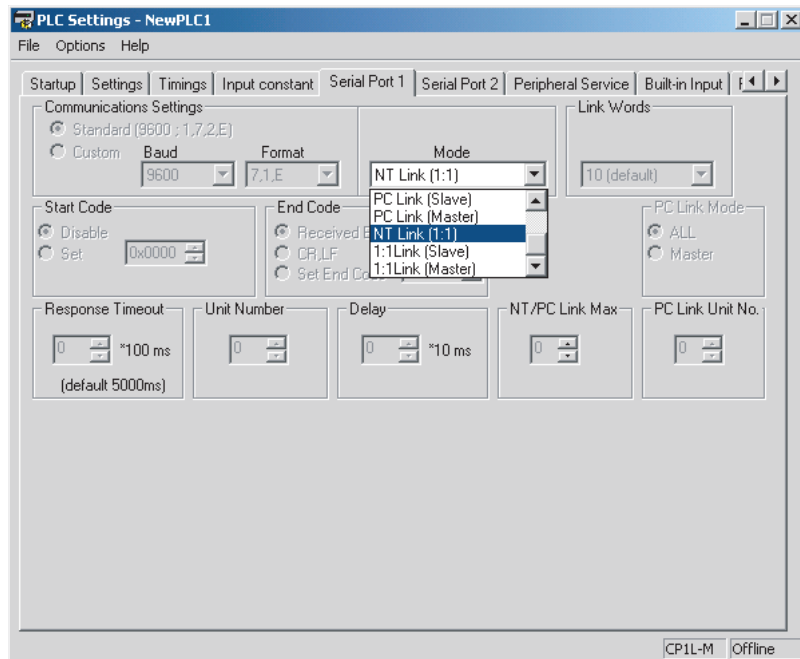 PLC Settings - NewPLC1
File Options Help
Startup Settings Timings Input constant Serial Port 1 Serial Port 2 Peripheral Service Built-in Input
Communications Settings
Standard (9600 ; 1,7,2,E)
Custom Baud Format
9600 7,1,E
Mode
NT Link (1:1)
PC Link (Slave)
PC Link (Master)
NT Link (1:1)
1:1Link (Slave)
1:1Link (Master)
Link Words
10 (default)
Start Code
Disable
Set 0x0000
End Code
Received
CR,LF
Set End
PC Link Mode
ALL
Master
Response Timeout
0 *100 ms
(default 5000ms)
Unit Number
0
Delay
0 *10 ms
NT/PC Link Max
0
PC Link Unit No.
0
CP1L-M Offline